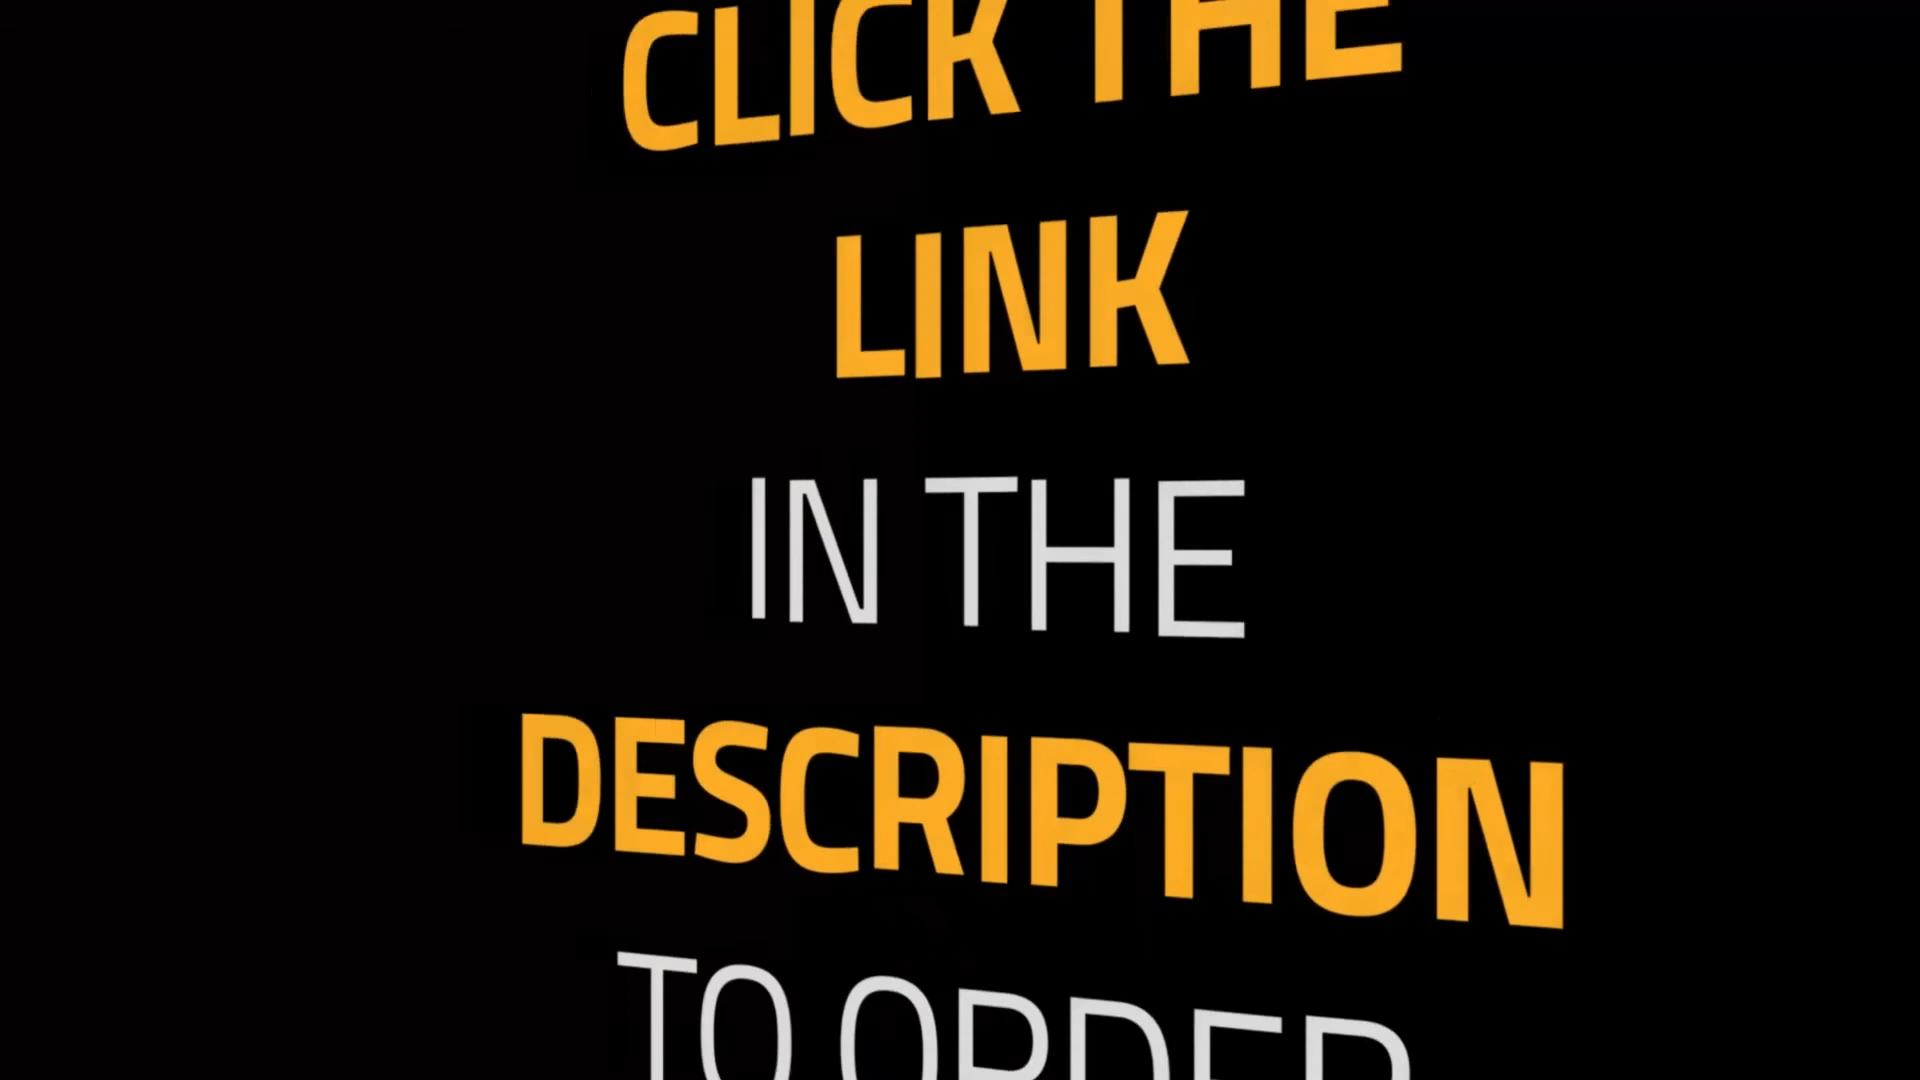 CLICK THE
LINK
IN THE
DESCRIPTION
TO ORDER